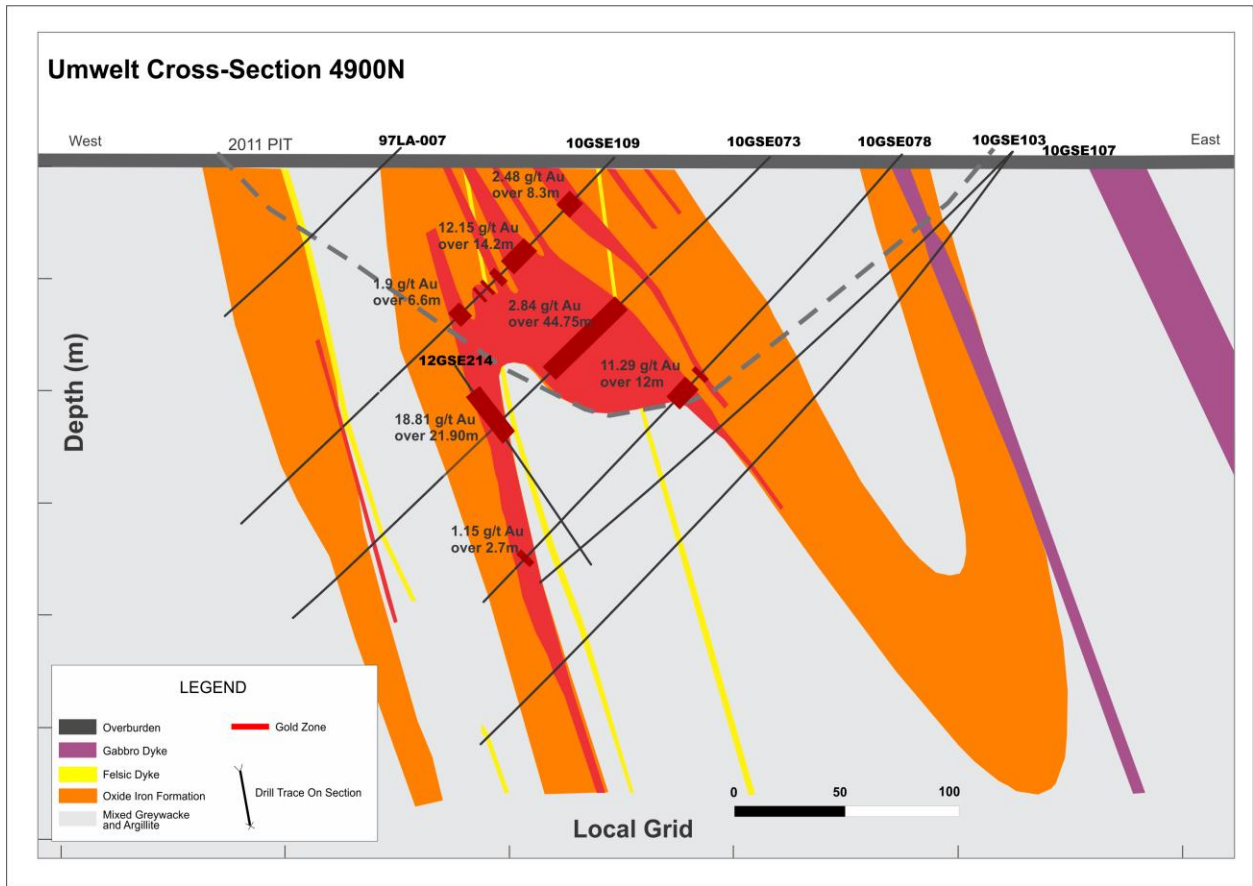 Umwelt Cross-Section 4900N
West
2011 PIT
97LA-007
10GSE109
10GSE073
10GSE078
10GSE103
10GSE107
East
2.48 g/t Au
over 8.3m
12.15 g/t Au
over 14.2m
1.9 g/t Au
over 6.6m
2.84 g/t Au
over 44.75m
12GSE214
11.29 g/t Au
over 12m
18.81 g/t Au
over 21.90m
1.15 g/t Au
over 2.7m
Depth (m)
LEGEND
Overburden
Gabbro Dyke
Felsic Dyke
Oxide Iron Formation
Mixed Greywacke
and Argillite
Gold Zone
Drill Trace On Section
0 50 100
Local Grid